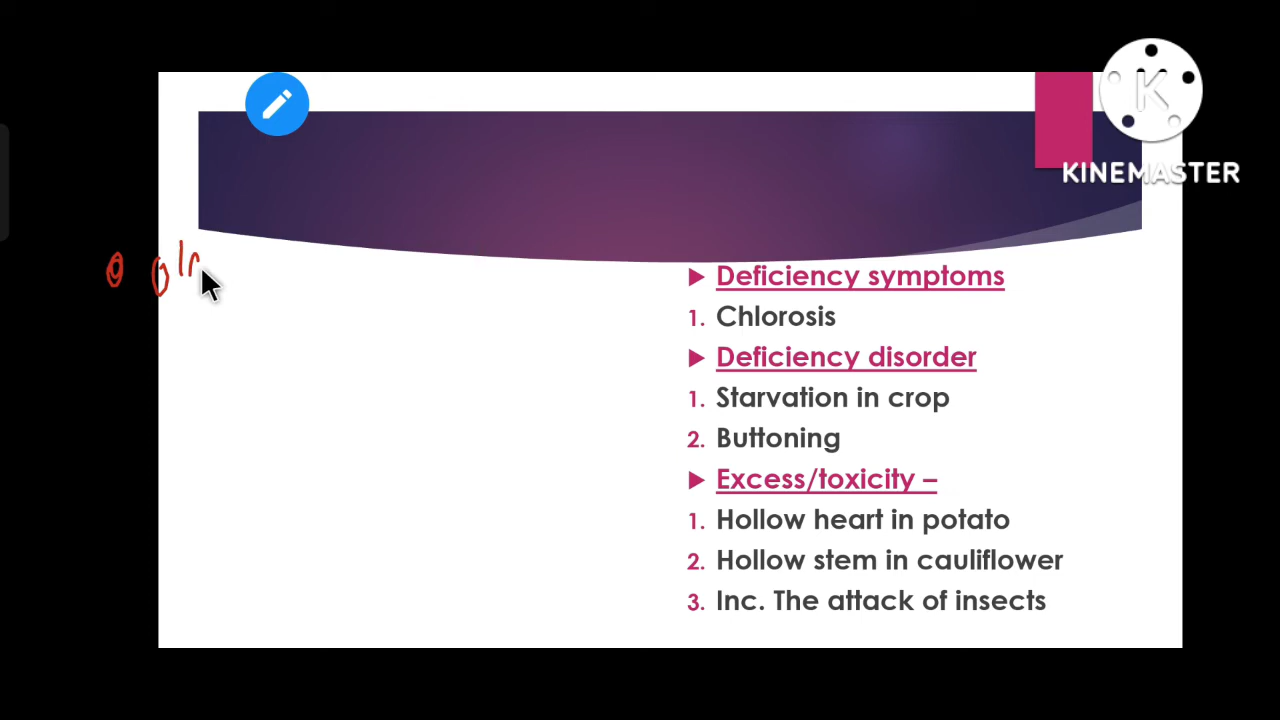 KINEMASTER
Deficiency symptoms
1. Chlorosis
Deficiency disorder
1. Starvation in crop
2. Buttoning
Excess/toxicity –
1. Hollow heart in potato
2. Hollow stem in cauliflower
3. Inc. The attack of insects